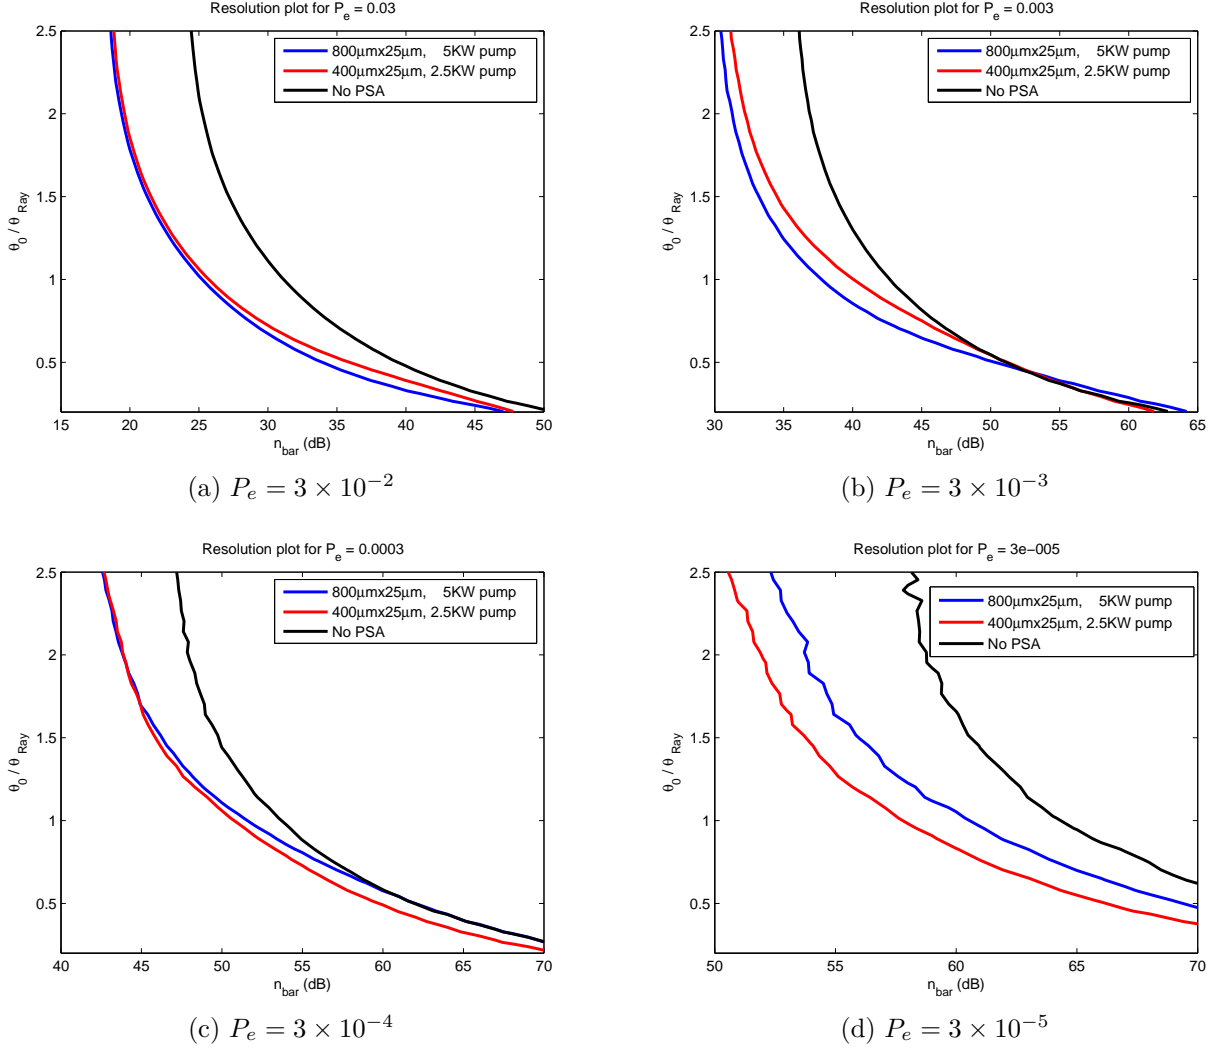 Resolution plot for P_e = 0.03
2.5
2
1.5
1
0.5
θ_0 / θ_Ray
800μmx25μm, 5KW pump
400μmx25μm, 2.5KW pump
No PSA
15 20 25 30 35 40 45 50
n_bar (dB)
(a) P_e = 3 × 10^{-2}
Resolution plot for P_e = 0.003
2.5
2
1.5
1
0.5
θ_0 / θ_Ray
800μmx25μm, 5KW pump
400μmx25μm, 2.5KW pump
No PSA
30 35 40 45 50 55 60 65
n_bar (dB)
(b) P_e = 3 × 10^{-3}
Resolution plot for P_e = 0.0003
2.5
2
1.5
1
0.5
θ_0 / θ_Ray
800μmx25μm, 5KW pump
400μmx25μm, 2.5KW pump
No PSA
40 45 50 55 60 65 70
n_bar (dB)
(c) P_e = 3 × 10^{-4}
Resolution plot for P_e = 3e-005
2.5
2
1.5
1
0.5
θ_0 / θ_Ray
800μmx25μm, 5KW pump
400μmx25μm, 2.5KW pump
No PSA
50 55 60 65 70
n_bar (dB)
(d) P_e = 3 × 10^{-5}